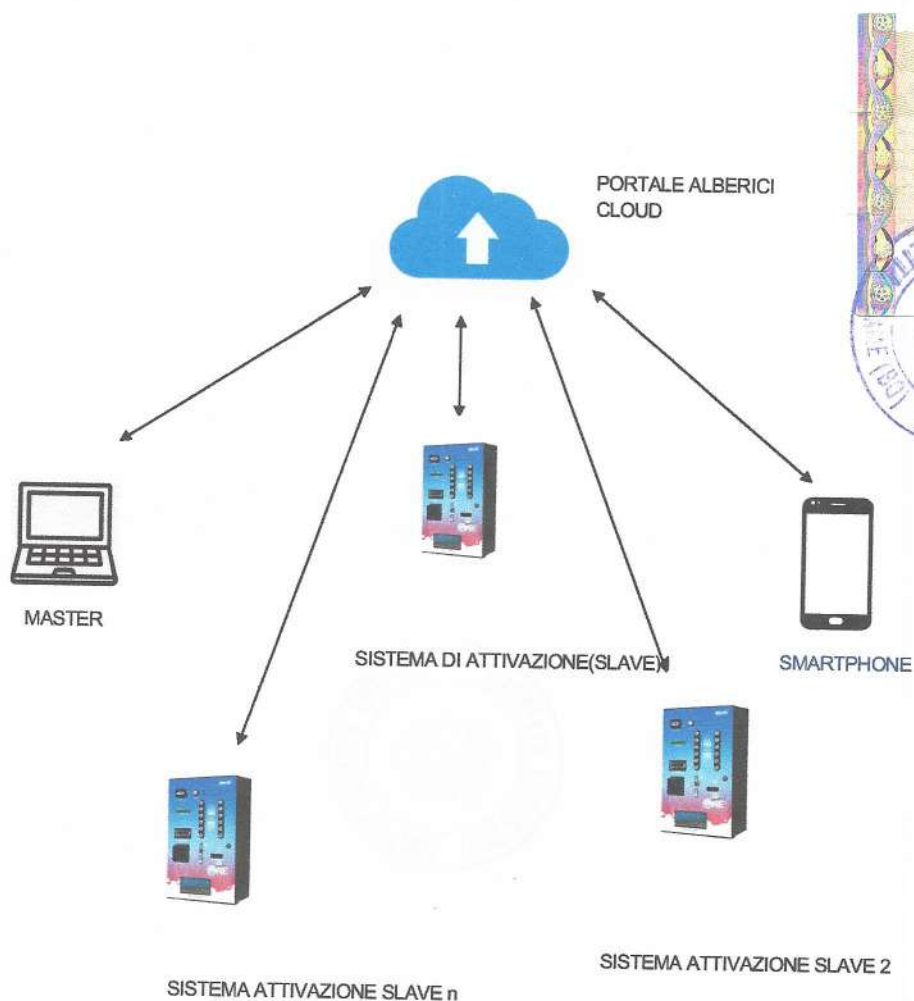 PORTALE ALBERICI
CLOUD
MASTER
SISTEMA DI ATTIVAZIONE(SLAVE)
SMARTPHONE
SISTEMA ATTIVAZIONE SLAVE 2
SISTEMA ATTIVAZIONE SLAVE n